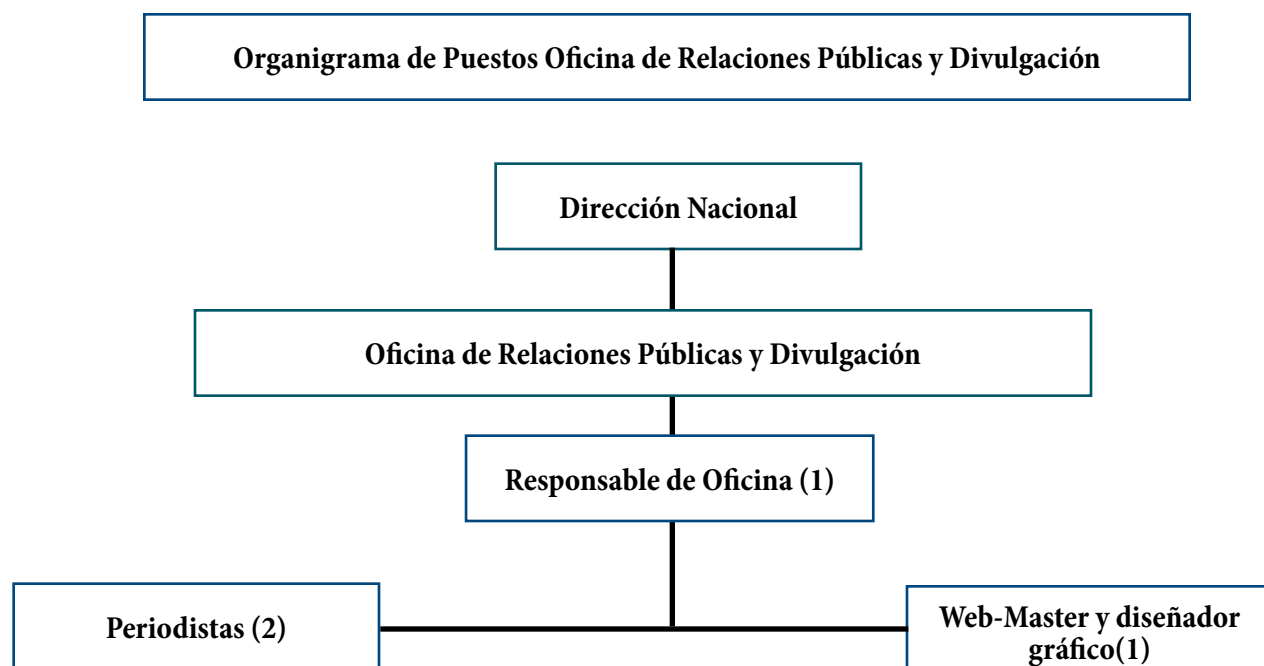 Organigrama de Puestos Oficina de Relaciones Públicas y Divulgación
Dirección Nacional
Oficina de Relaciones Públicas y Divulgación
Responsable de Oficina (1)
Periodistas (2)
Web-Master y diseñador
gráfico(1)